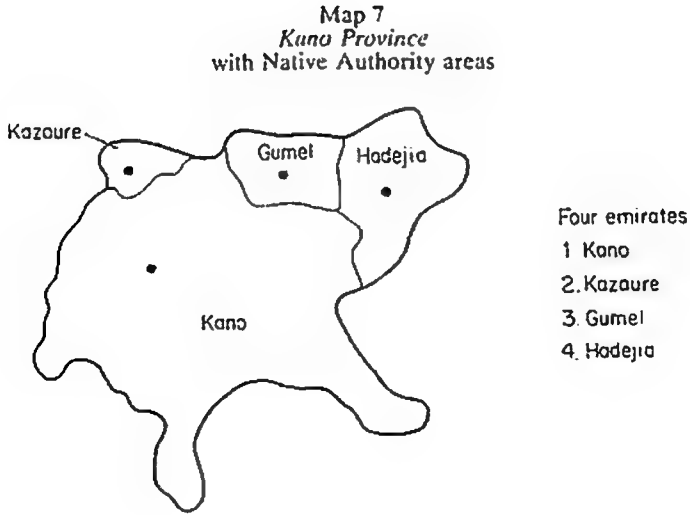 Map 7
Kano Province
with Native Authority areas
Kazaure
Gumel
Hadejia
Kano
Four emirates
1 Kano
2. Kazaure
3. Gumel
4. Hadejia